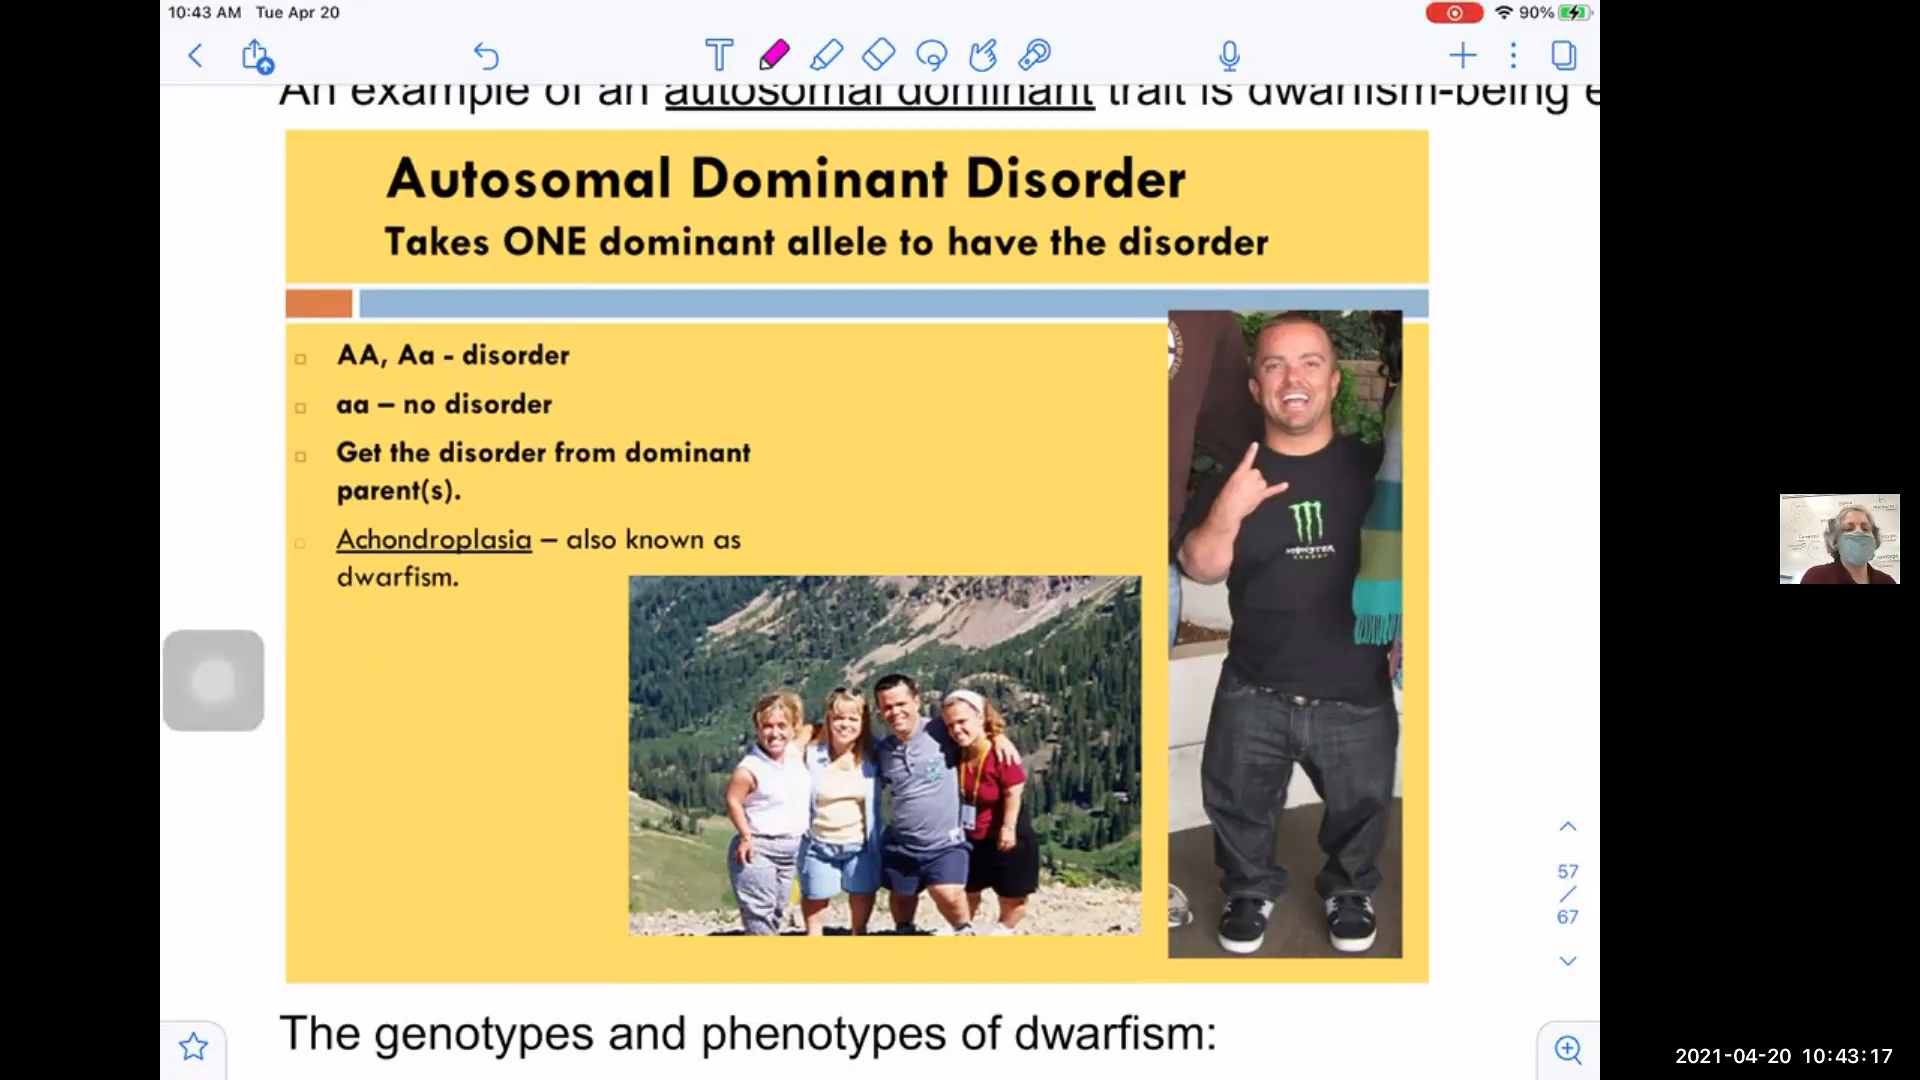 10:43 AM Tue Apr 20
90%
An example of an autosomal dominant trait is dwarfism-being
Autosomal Dominant Disorder
Takes ONE dominant allele to have the disorder
AA, Aa - disorder
aa – no disorder
Get the disorder from dominant
parent(s).
Achondroplasia – also known as
dwarfism.
MONSTER
ENERGY
57
/
67
The genotypes and phenotypes of dwarfism:
2021-04-20 10:43:17